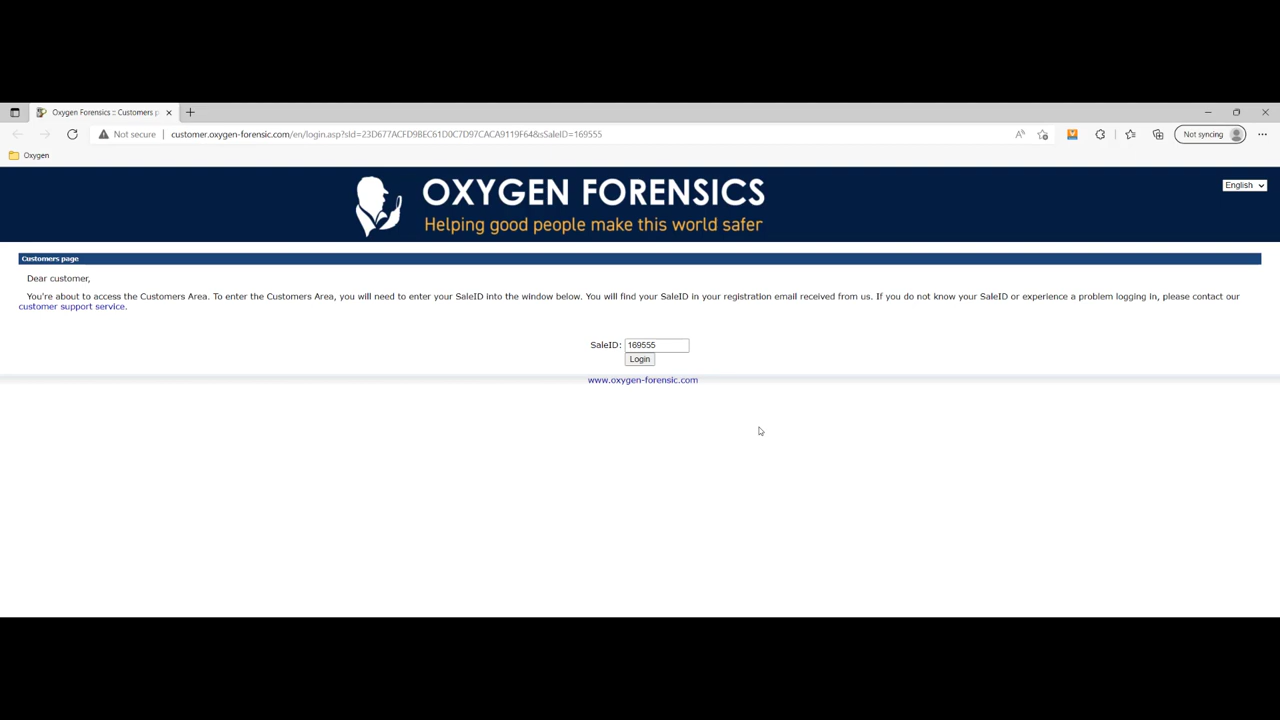 Oxygen Forensics :: Customers p
Not secure
customer.oxygen-forensic.com/en/login.asp?sId=23D677ACFD98EC61D0C7D97CACA9119F64&sSaleID=169555
Not syncing
Oxygen
OXYGEN FORENSICS
Helping good people make this world safer
English
Customers page
Dear customer,
You're about to access the Customers Area. To enter the Customers Area, you will need to enter your SaleID into the window below. You will find your SaleID in your registration email received from us. If you do not know your SaleID or experience a problem logging in, please contact our
customer support service.
SaleID: 169555
Login
www.oxygen-forensic.com